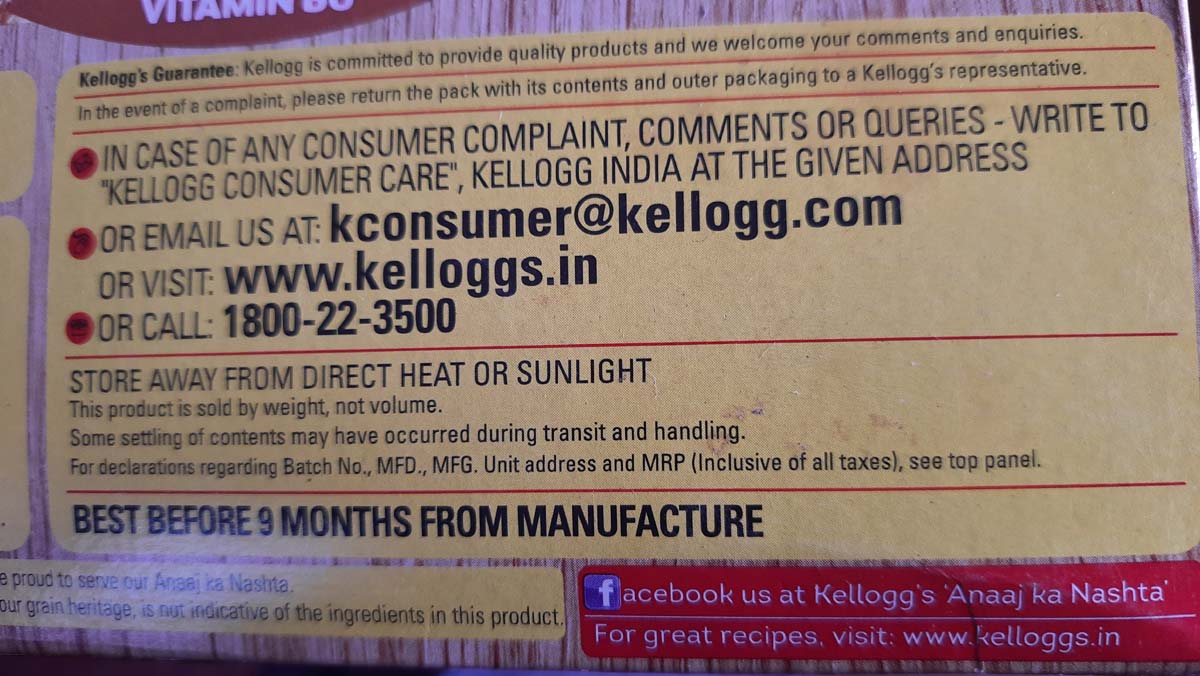 VITAMIN B6
Kellogg's Guarantee: Kellogg is committed to provide quality products and we welcome your comments and enquiries.
In the event of a complaint, please return the pack with its contents and outer packaging to a Kellogg's representative.
IN CASE OF ANY CONSUMER COMPLAINT, COMMENTS OR QUERIES - WRITE TO
"KELLOGG CONSUMER CARE", KELLOGG INDIA AT THE GIVEN ADDRESS
OR EMAIL US AT: kconsumer@kellogg.com
OR VISIT: www.kelloggs.in
OR CALL: 1800-22-3500
STORE AWAY FROM DIRECT HEAT OR SUNLIGHT
This product is sold by weight, not volume.
Some settling of contents may have occurred during transit and handling.
For declarations regarding Batch No., MFD., MFG. Unit address and MRP (Inclusive of all taxes), see top panel.
BEST BEFORE 9 MONTHS FROM MANUFACTURE
e proud to serve our Anaaj ka Nashta.
our grain heritage, is not indicative of the ingredients in this product.
facebook us at Kellogg's 'Anaaj ka Nashta'
For great recipes, visit: www.kelloggs.in